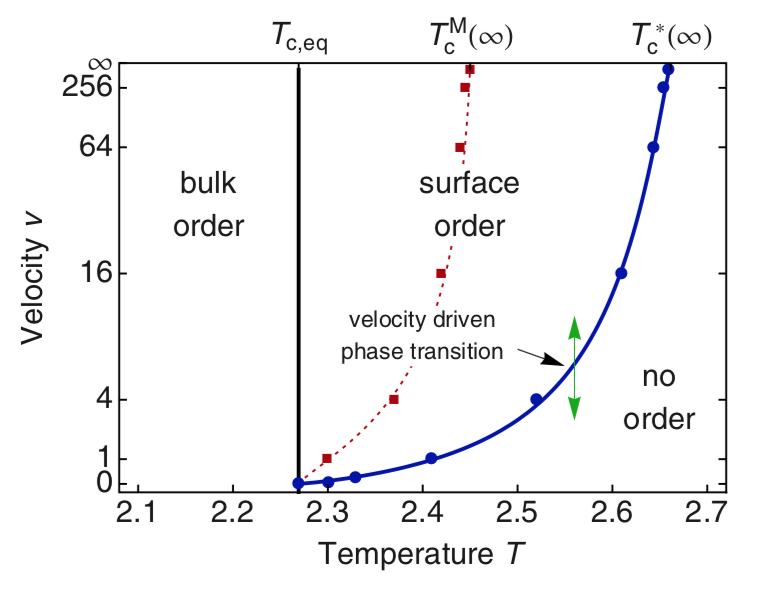 T_c,eq T_c^M(∞) T_c^*(∞)
∞
256
64
16
4
1
0
Velocity v
bulk
order
surface
order
velocity driven
phase transition
no
order
2.1 2.2 2.3 2.4 2.5 2.6 2.7
Temperature T